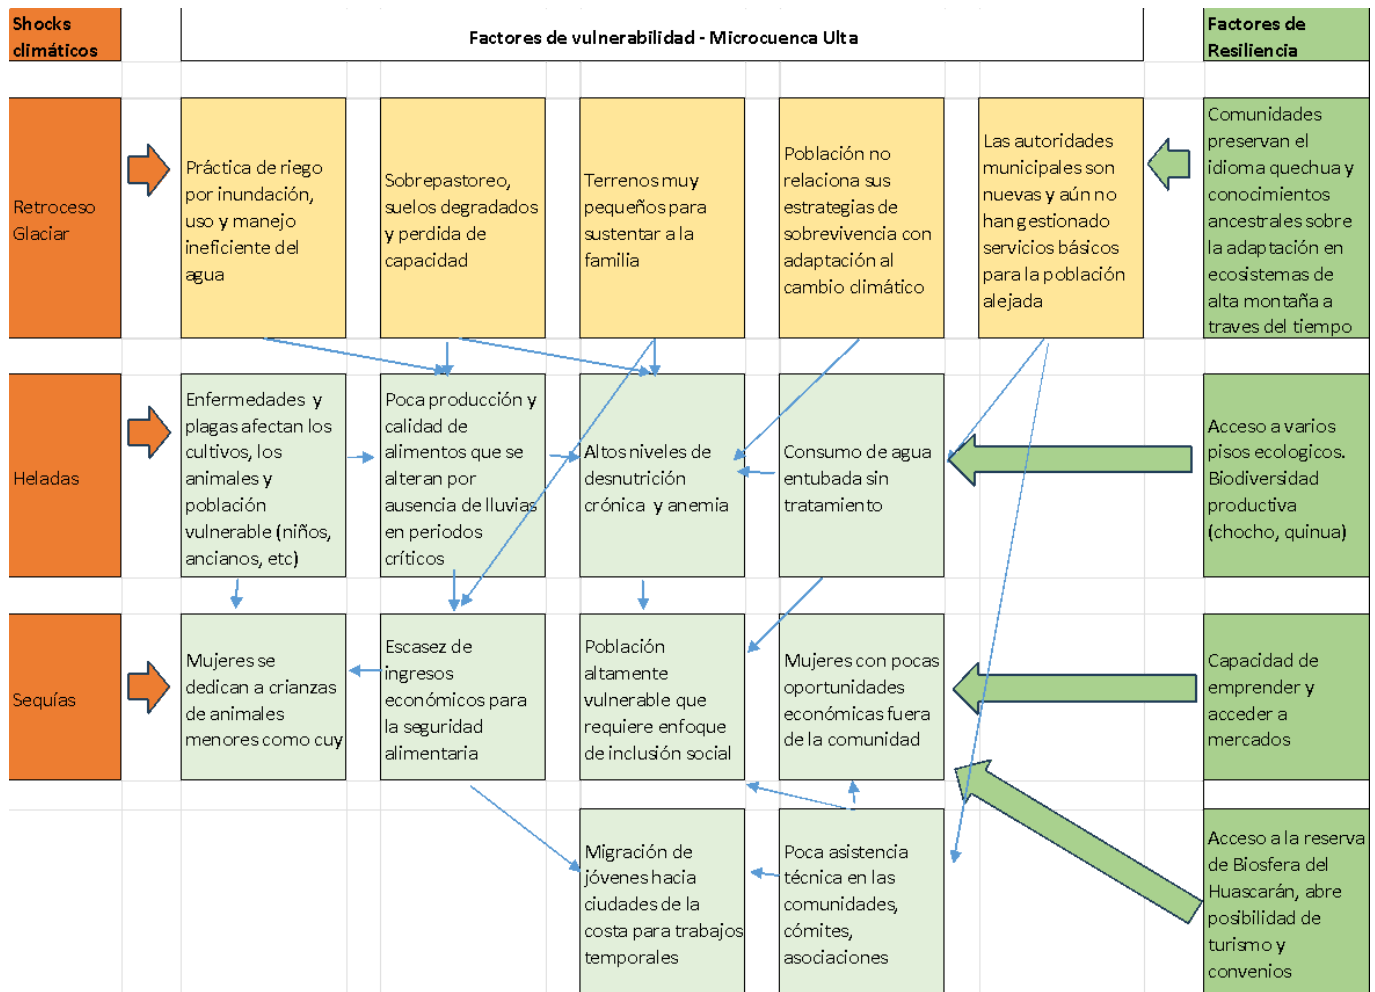 Shocks
climáticos
Factores de vulnerabilidad - Microcuenca Ulta
Factores de
Resiliencia
Retroceso
Glaciar
Práctica de riego
por inundación,
uso y manejo
ineficiente del
agua
Sobrepastoreo,
suelos degradados
y perdida de
capacidad
Terrenos muy
pequeños para
sustentar a la
familia
Población no
relaciona sus
estrategias de
sobrevivencia con
adaptación al
cambio climático
Las autoridades
municipales son
nuevas y aún no
han gestionado
servicios básicos
para la población
alejada
Comunidades
preservan el
idioma quechua y
conocimientos
ancestrales sobre
la adaptación en
ecosistemas de
alta montaña a
traves del tiempo
Heladas
Enfermedades y
plagas afectan los
cultivos, los
animales y
población
vulnerable (niños,
ancianos, etc)
Poca producción y
calidad de
alimentos que se
alteran por
ausencia de lluvias
en periodos
críticos
Altos niveles de
desnutrición
crónica y anemia
Consumo de agua
entubada sin
tratamiento
Acceso a varios
pisos ecologicos.
Biodiversidad
productiva
(chocho, quinua)
Sequías
Mujeres se
dedican a crianzas
de animales
menores como cuy
Escasez de
ingresos
económicos para
la seguridad
alimentaria
Población
altamente
vulnerable que
requiere enfoque
de inclusión social
Mujeres con pocas
oportunidades
económicas fuera
de la comunidad
Capacidad de
emprender y
acceder a
mercados
Migración de
jóvenes hacia
ciudades de la
costa para trabajos
temporales
Poca asistencia
técnica en las
comunidades,
cómites,
asociaciones
Acceso a la reserva
de Biosfera del
Huascarán, abre
posibilidad de
turismo y
convenios